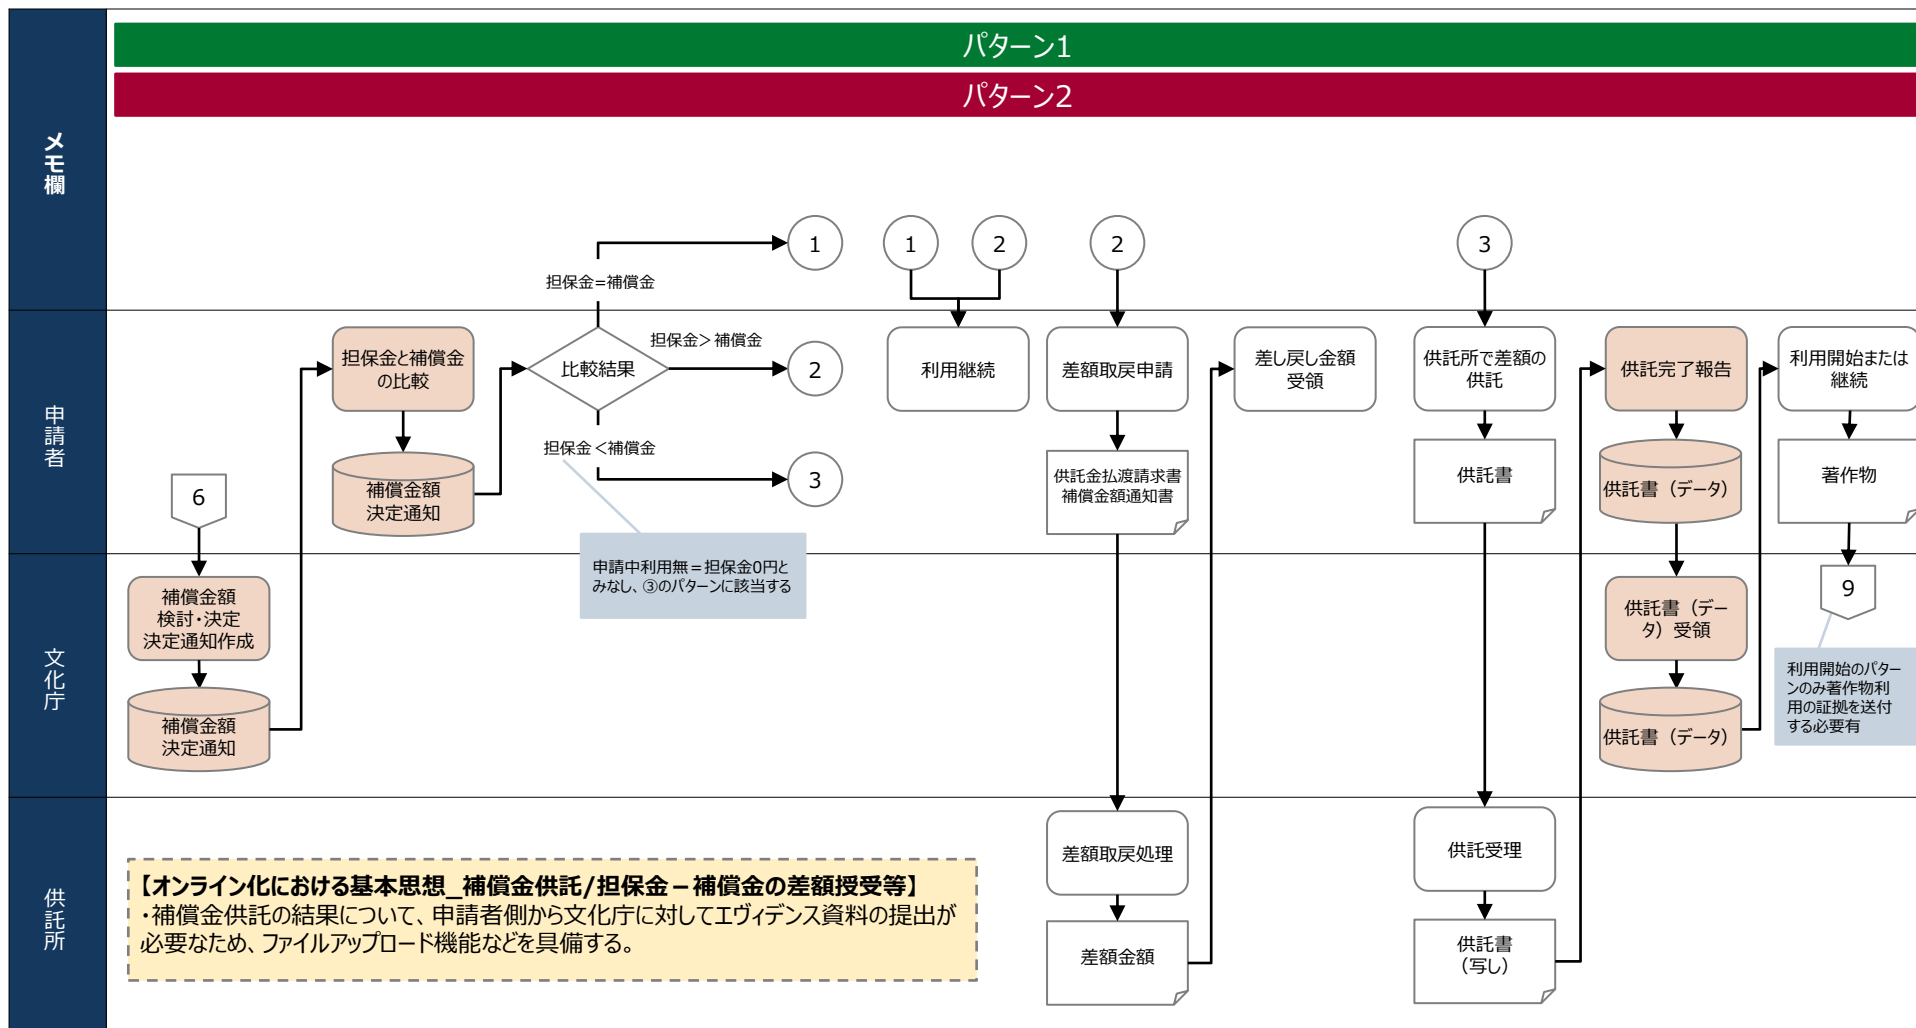 パターン1
パターン2
メモ欄
1
1
2
2
3
担保金=補償金
申請者
担保金と補償金
の比較
補償金額
決定通知
比較結果
担保金＞補償金
2
担保金＜補償金
3
利用継続
差額取戻申請
供託金払渡請求書
補償金額通知書
差し戻し金額
受領
供託所で差額の
供託
供託書
供託完了報告
供託書（データ）
利用開始または
継続
著作物
6
文化庁
補償金額
検討・決定
決定通知作成
補償金額
決定通知
申請中利用無＝担保金0円と
みなし、③のパターンに該当する
供託書（デー
タ）受領
供託書（データ）
9
利用開始のパター
ンのみ著作物利
用の証拠を送付
する必要有
供託所
【オンライン化における基本思想_補償金供託/担保金－補償金の差額授受等】
・補償金供託の結果について、申請者側から文化庁に対してエヴィデンス資料の提出が
必要なため、ファイルアップロード機能などを具備する。
差額取戻処理
差額金額
供託受理
供託書
（写し）